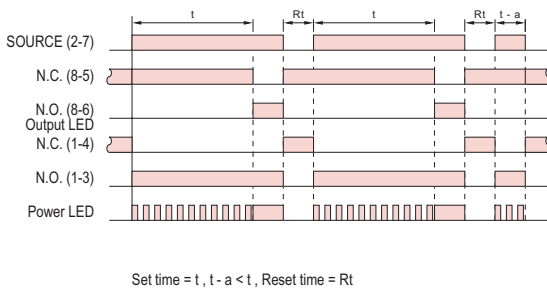 t Rt t Rt t - a
SOURCE (2-7)
N.C. (8-5)
N.O. (8-6)
Output LED
N.C. (1-4)
N.O. (1-3)
Power LED
Set time = t , t - a < t , Reset time = Rt